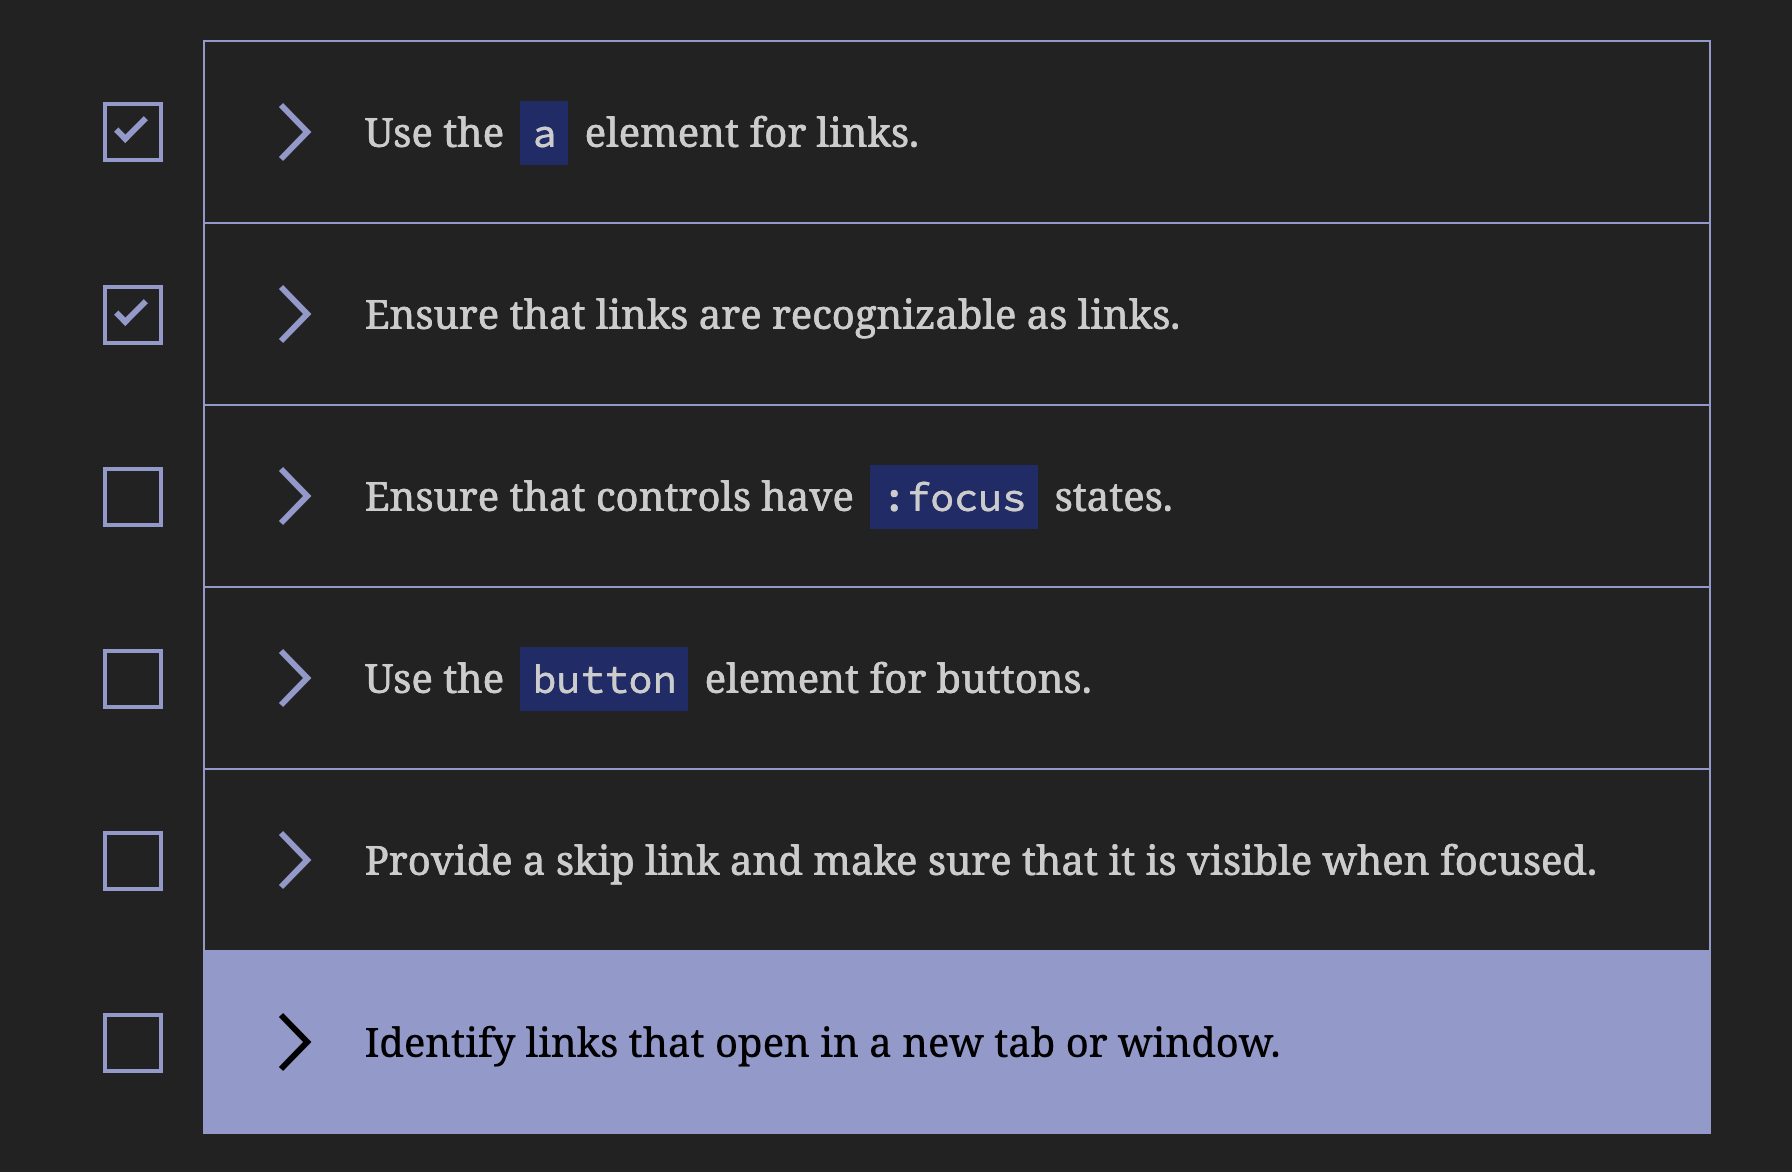 Use the a element for links.
Ensure that links are recognizable as links.
Ensure that controls have :focus states.
Use the button element for buttons.
Provide a skip link and make sure that it is visible when focused.
Identify links that open in a new tab or window.